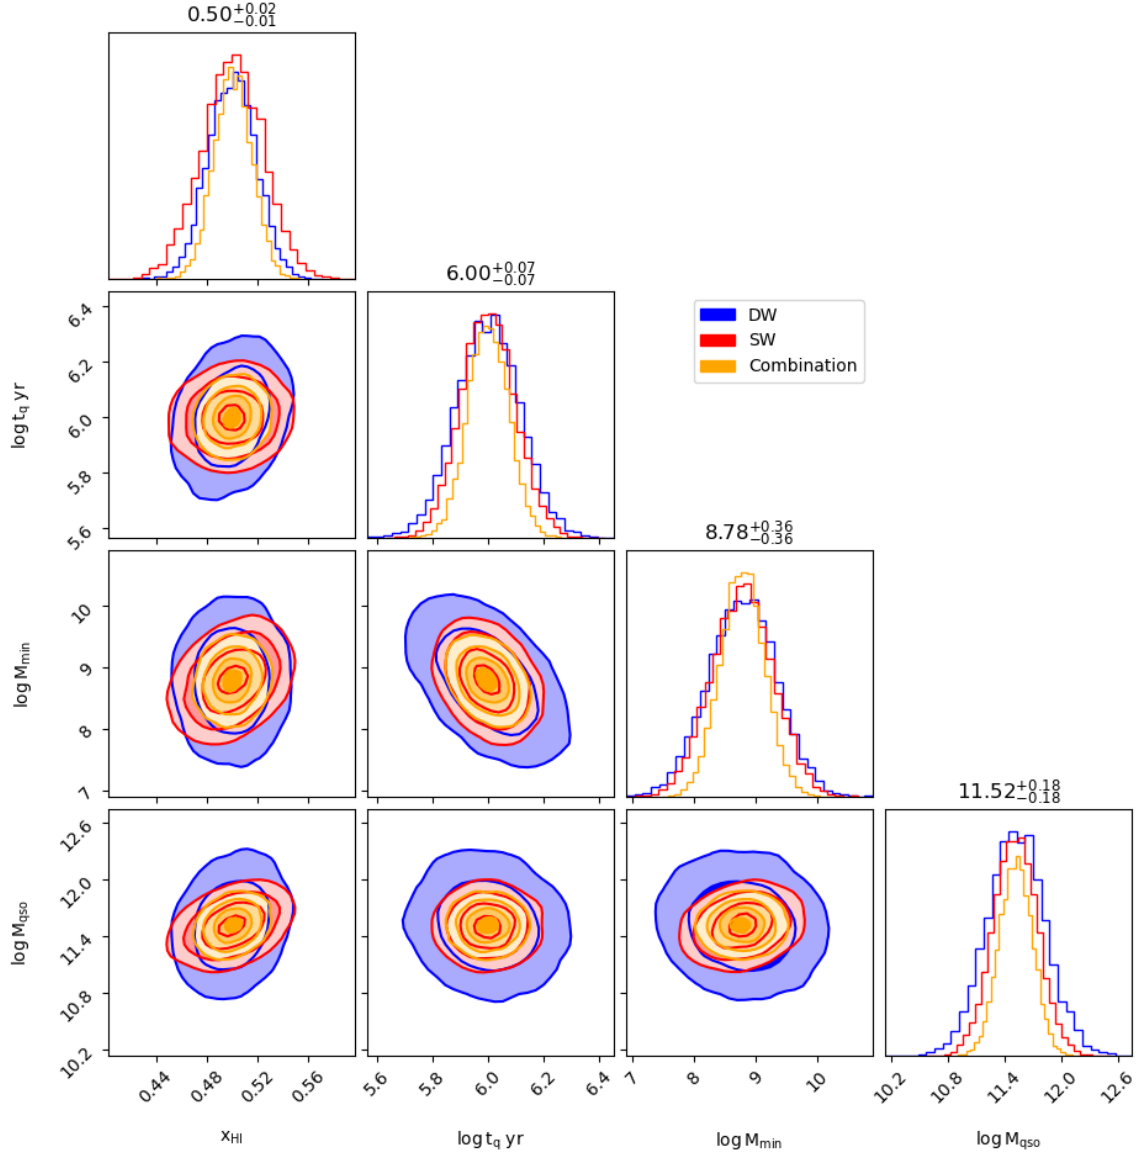 0.50+0.02−0.01
6.00+0.07−0.07
6.4
6.2
6.0
5.8
5.6
log tq yr
DW
SW
Combination
8.78+0.36−0.36
10
9
8
7
log Mmin
11.52+0.18−0.18
12.6
12.0
11.4
10.8
10.2
log Mqso
0.44 0.48 0.52 0.56
5.6 5.8 6.0 6.2 6.4
7 8 9 10
10.2 10.8 11.4 12.0 12.6
xHI
log tq yr
log Mmin
log Mqso